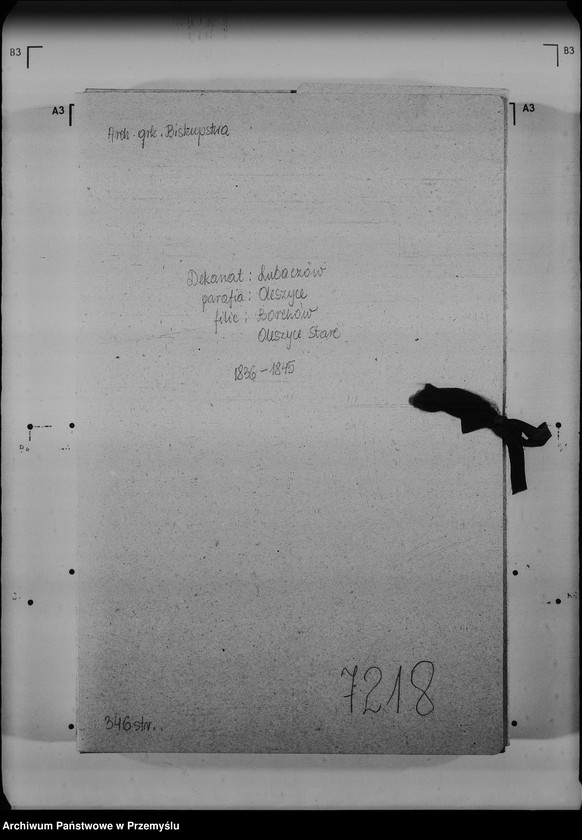 B3
B3
A3
A3
Arch. grk. Biskupstwa
Dekanat: Lubaczów
parafia: Oleszyce
filie: Borchów
Oleszyce Stare
1836-1845
7218
346 str.
Archiwum Państwowe w Przemyślu